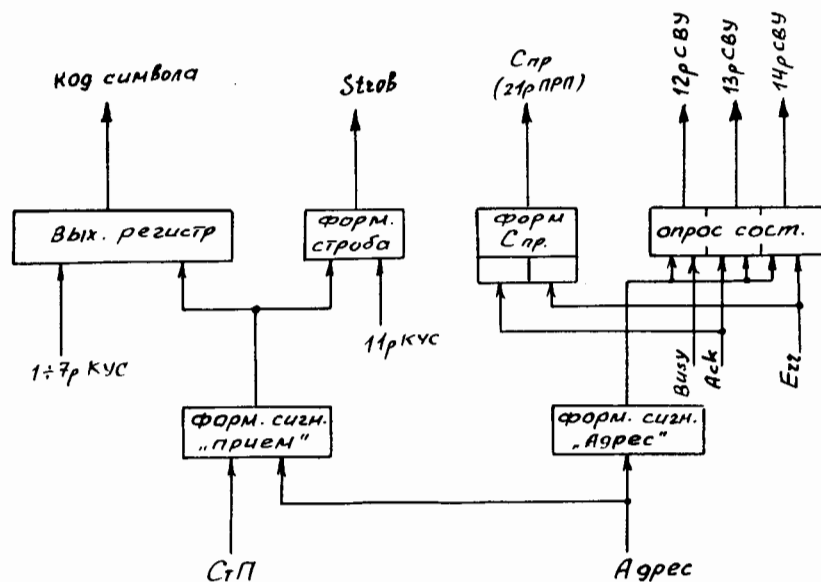 Код символа
Strob
Спр
(21р ПРП)
12р СВУ
13р СВУ
14р СВУ
Вых. регистр
форм.
строба
форм
Спр.
опрос сост.
1÷7р КУС
11р КУС
Busy
Ack
Err
форм. сигн.
„прием"
форм. сигн.
„Адрес"
СтП
Адрес